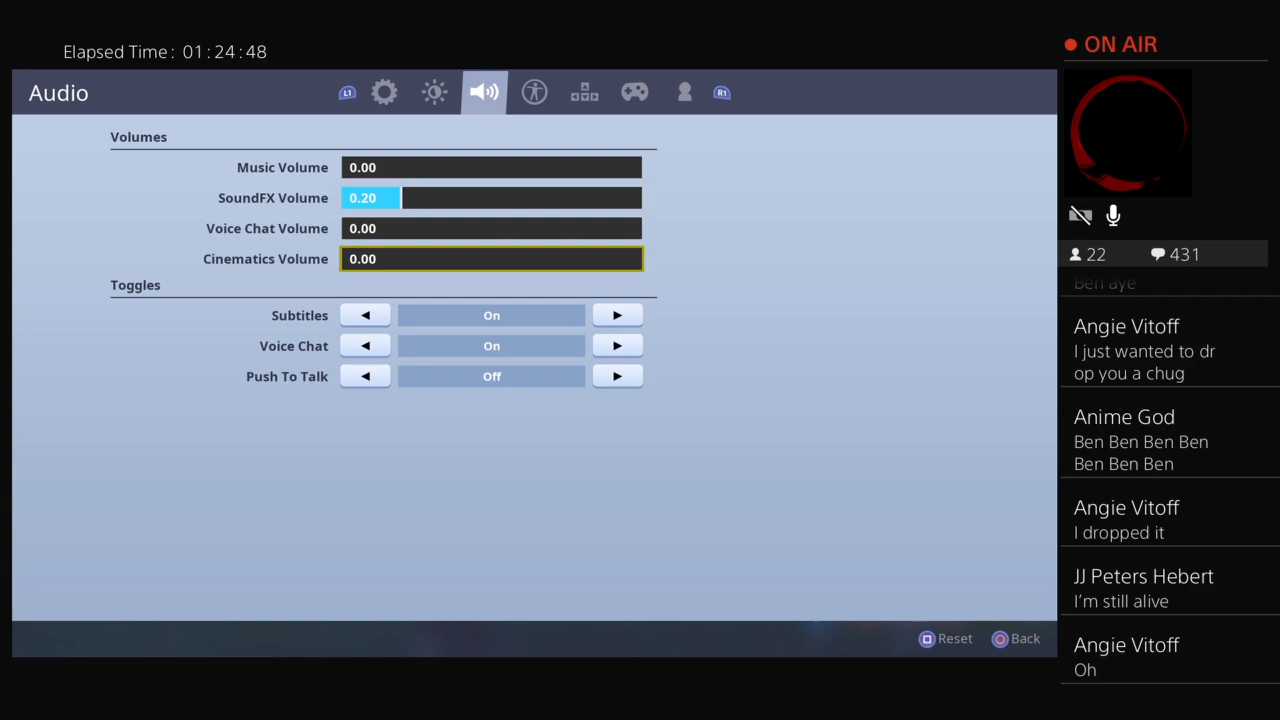 Elapsed Time: 01:24:48
ON AIR
Audio
L1
R1
Volumes
Music Volume 0.00
SoundFX Volume 0.20
Voice Chat Volume 0.00
Cinematics Volume 0.00
Toggles
Subtitles On
Voice Chat On
Push To Talk Off
Reset
Back
22
431
Ben aye
Angie Vitoff
I just wanted to dr
op you a chug
Anime God
Ben Ben Ben Ben
Ben Ben Ben
Angie Vitoff
I dropped it
JJ Peters Hebert
I'm still alive
Angie Vitoff
Oh